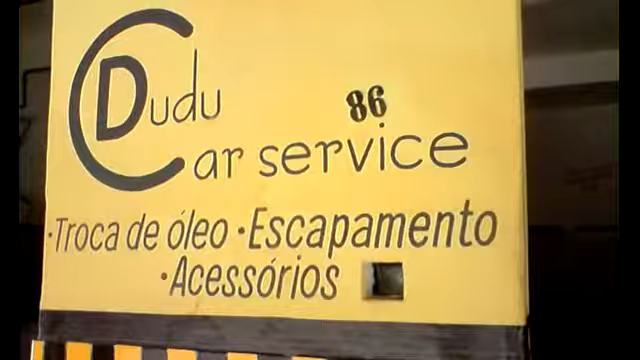 Dudu
86
Car service
·Troca de óleo ·Escapamento
·Acessórios